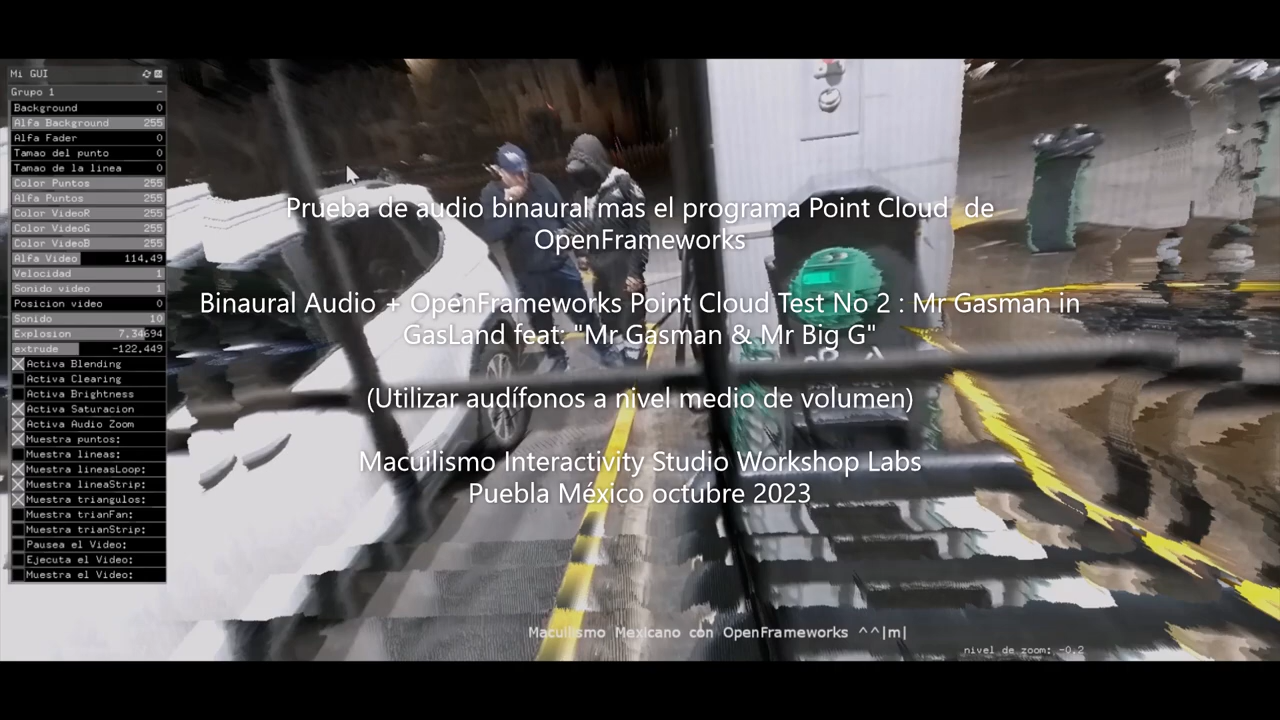 Mi GUI
Grupo 1 -
Background 0
Alfa Background 255
Alfa Fader 0
Tamao del punto 0
Tamao de la linea 0
Color Puntos 255
Alfa Puntos 255
Color VideoR 255
Color VideoG 255
Color VideoB 255
Alfa Video 114.49
Velocidad 1
Sonido video 1
Posicion video 0
Sonido 10
Explosion 7.34694
extrude -122.449
Activa Blending
Activa Clearing
Activa Brightness
Activa Saturacion
Activa Audio Zoom
Muestra puntos:
Muestra lineas:
Muestra lineasLoop:
Muestra lineaStrip:
Muestra triangulos:
Muestra trianFan:
Muestra trianStrip:
Pausea el Video:
Ejecuta el Video:
Muestra el Video:
Prueba de audio binaural mas el programa Point Cloud de
OpenFrameworks
Binaural Audio + OpenFrameworks Point Cloud Test No 2 : Mr Gasman in
GasLand feat: "Mr Gasman & Mr Big G"
(Utilizar audífonos a nivel medio de volumen)
Macuilismo Interactivity Studio Workshop Labs
Puebla México octubre 2023
Macuilismo Mexicano con OpenFrameworks ^^|m|
nivel de zoom: -0.2